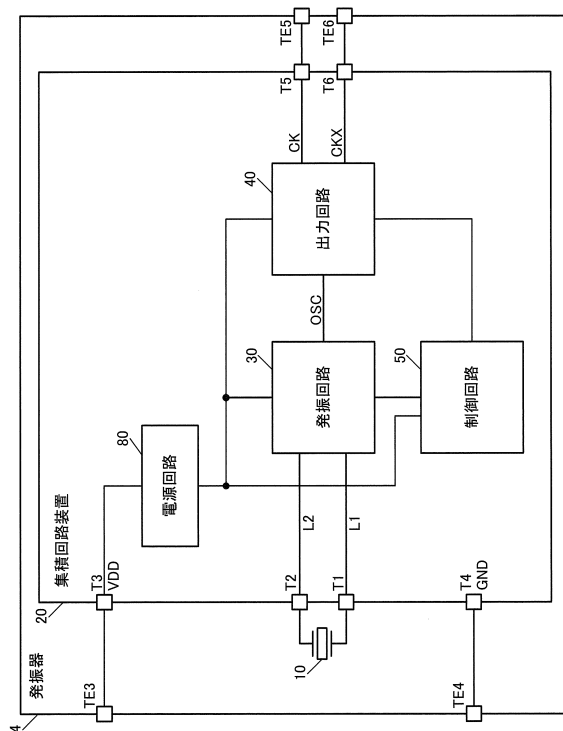 4
発振器
20
集積回路装置
TE3
T3
VDD
80
電源回路
10
T2
T1
L2
L1
30
発振回路
OSC
40
出力回路
CK
CKX
T5
T6
TE5
TE6
50
制御回路
TE4
T4
GND